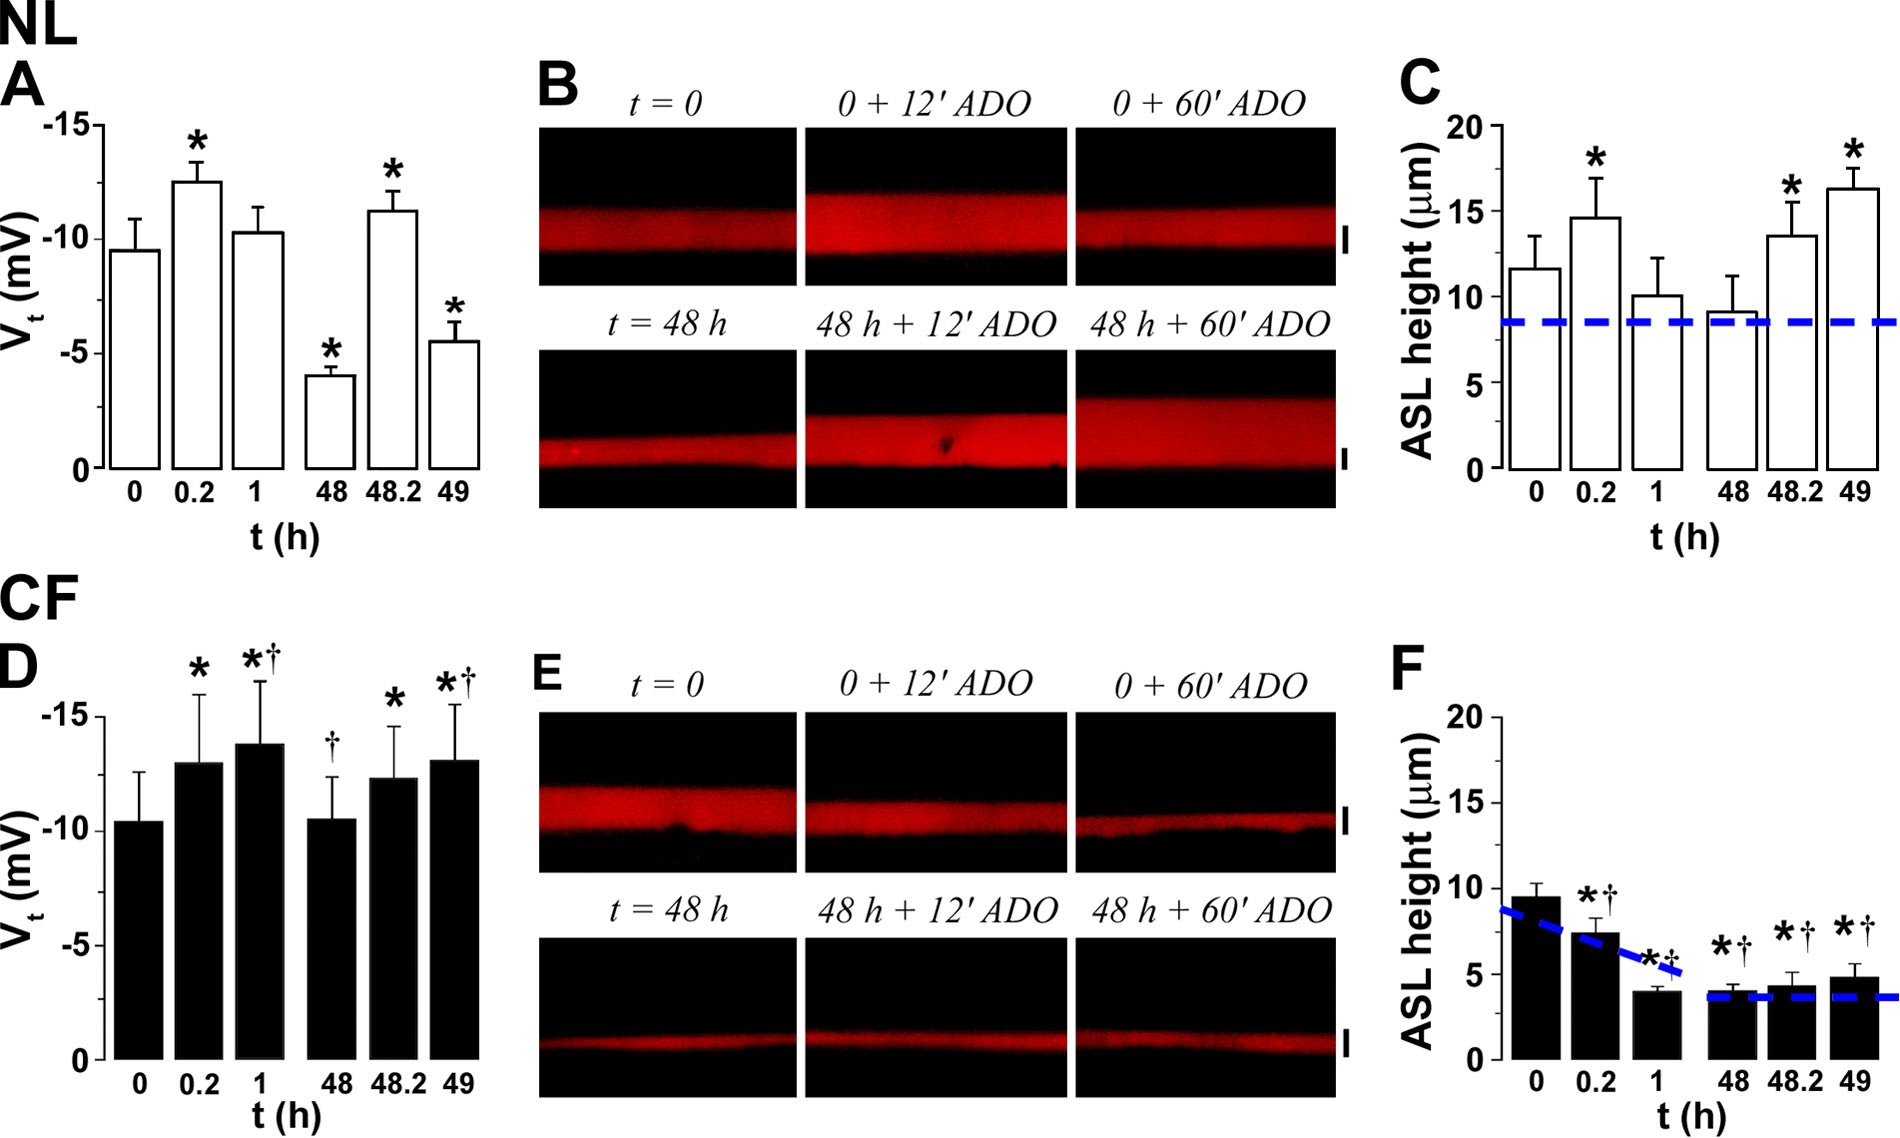 NL
A
B
C
-15
-10
-5
0
Vt (mV)
*
*
*
*
0 0.2 1 48 48.2 49
t (h)
t = 0
0 + 12' ADO
0 + 60' ADO
t = 48 h
48 h + 12' ADO
48 h + 60' ADO
20
15
10
5
0
ASL height (μm)
*
*
*
0 0.2 1 48 48.2 49
t (h)
CF
D
E
F
-15
-10
-5
0
Vt (mV)
*
*†
†
*
*†
0 0.2 1 48 48.2 49
t (h)
t = 0
0 + 12' ADO
0 + 60' ADO
t = 48 h
48 h + 12' ADO
48 h + 60' ADO
20
15
10
5
0
ASL height (μm)
*†
*‡
*†
*†
*†
0 0.2 1 48 48.2 49
t (h)